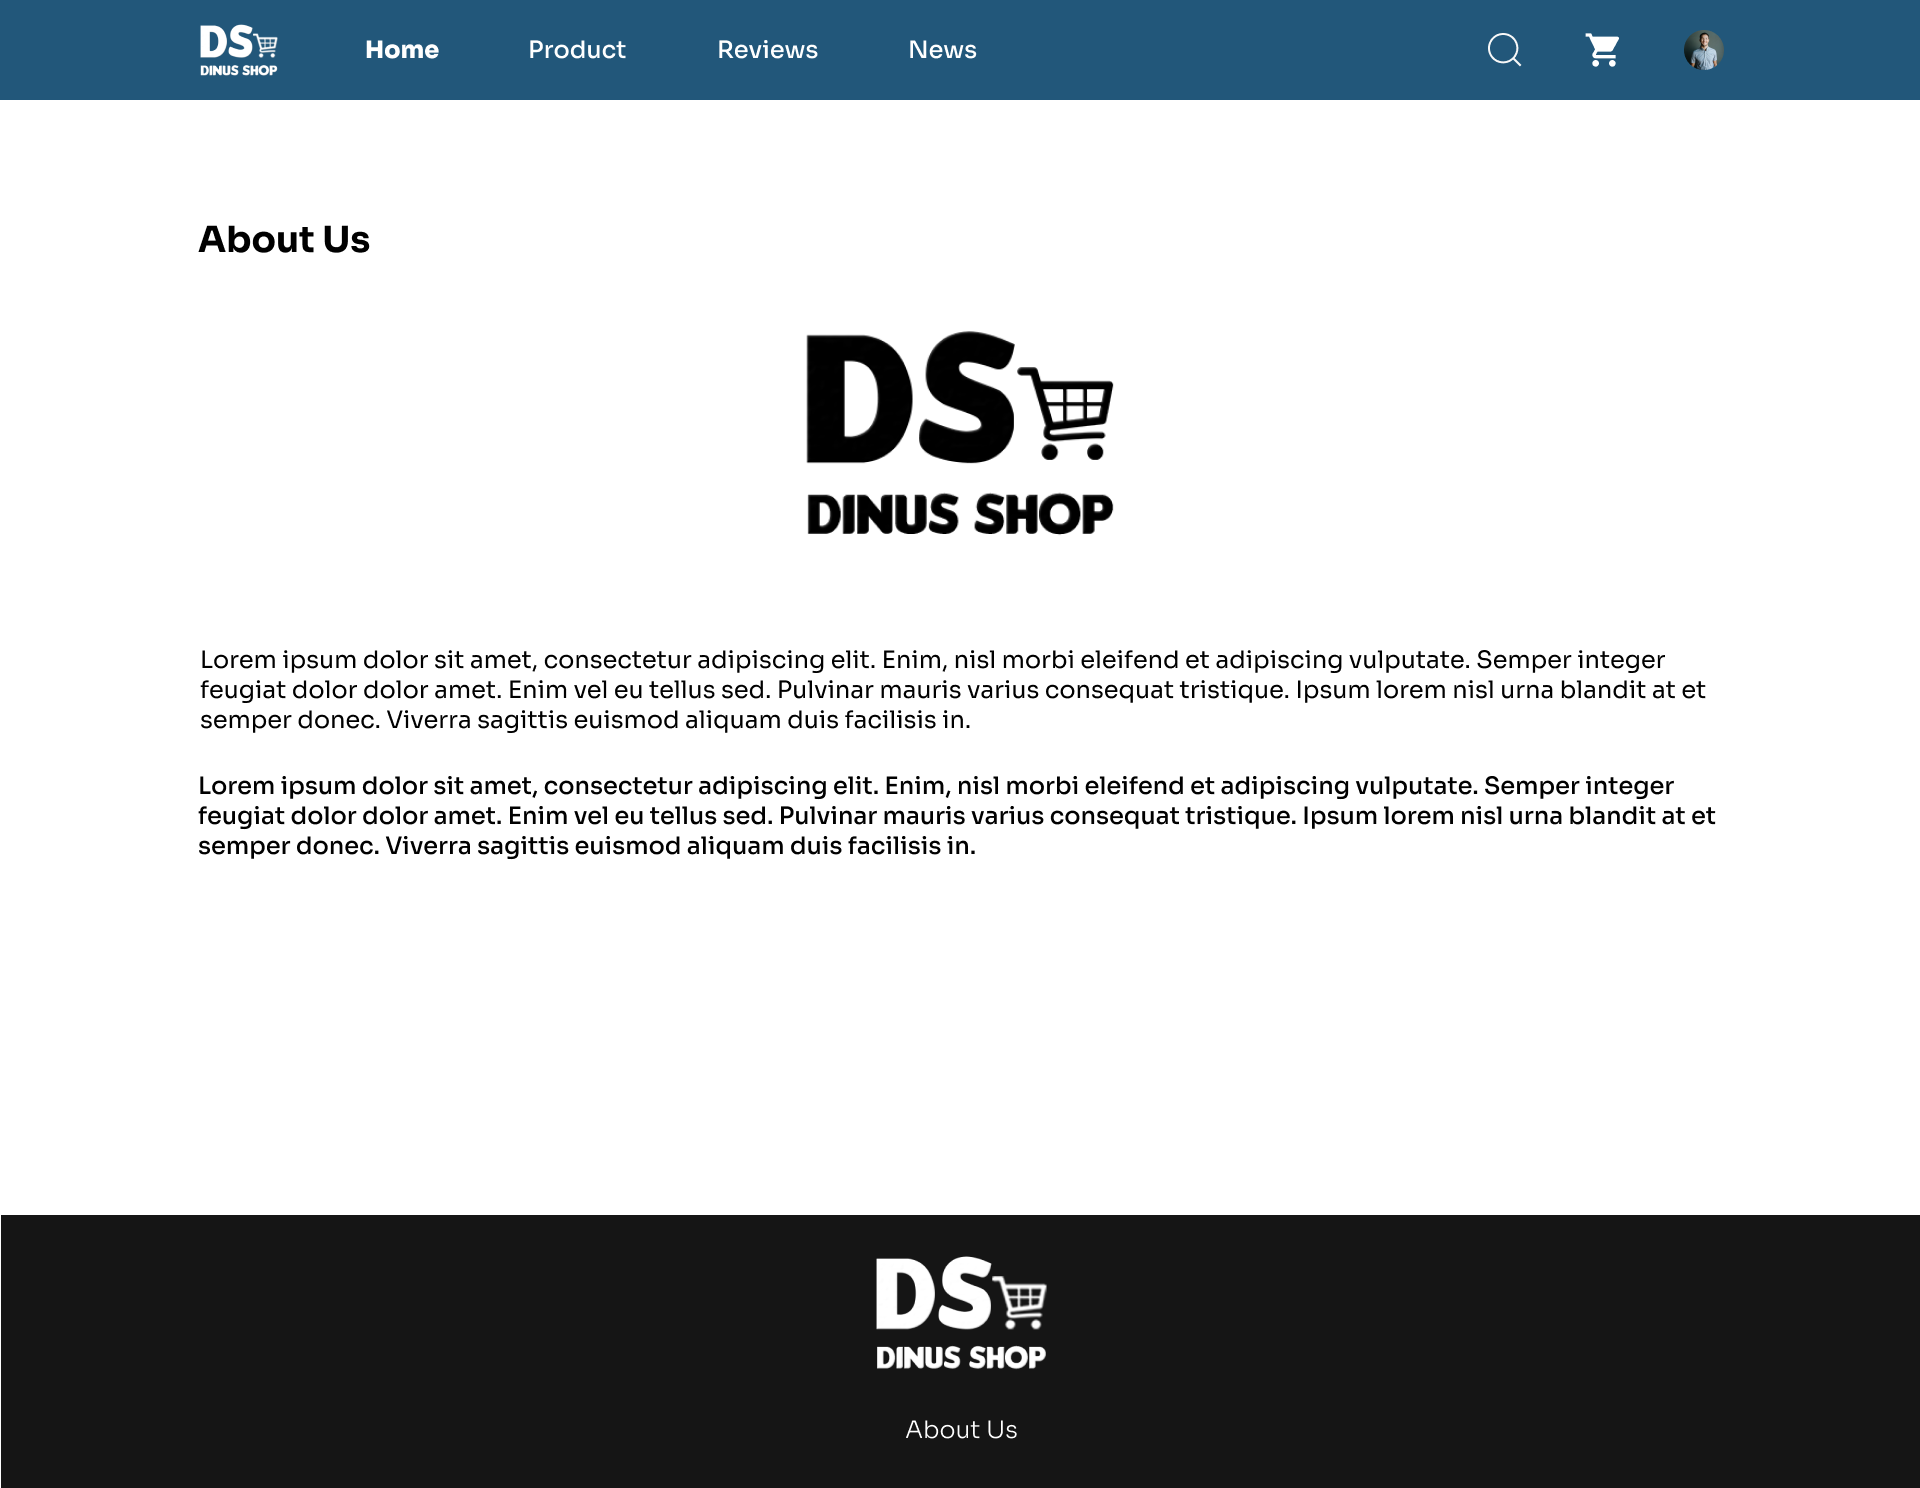 DS
DINUS SHOP
Home
Product
Reviews
News
About Us
DS
DINUS SHOP
Lorem ipsum dolor sit amet, consectetur adipiscing elit. Enim, nisl morbi eleifend et adipiscing vulputate. Semper integer
feugiat dolor dolor amet. Enim vel eu tellus sed. Pulvinar mauris varius consequat tristique. Ipsum lorem nisl urna blandit at et
semper donec. Viverra sagittis euismod aliquam duis facilisis in.
Lorem ipsum dolor sit amet, consectetur adipiscing elit. Enim, nisl morbi eleifend et adipiscing vulputate. Semper integer
feugiat dolor dolor amet. Enim vel eu tellus sed. Pulvinar mauris varius consequat tristique. Ipsum lorem nisl urna blandit at et
semper donec. Viverra sagittis euismod aliquam duis facilisis in.
DS
DINUS SHOP
About Us